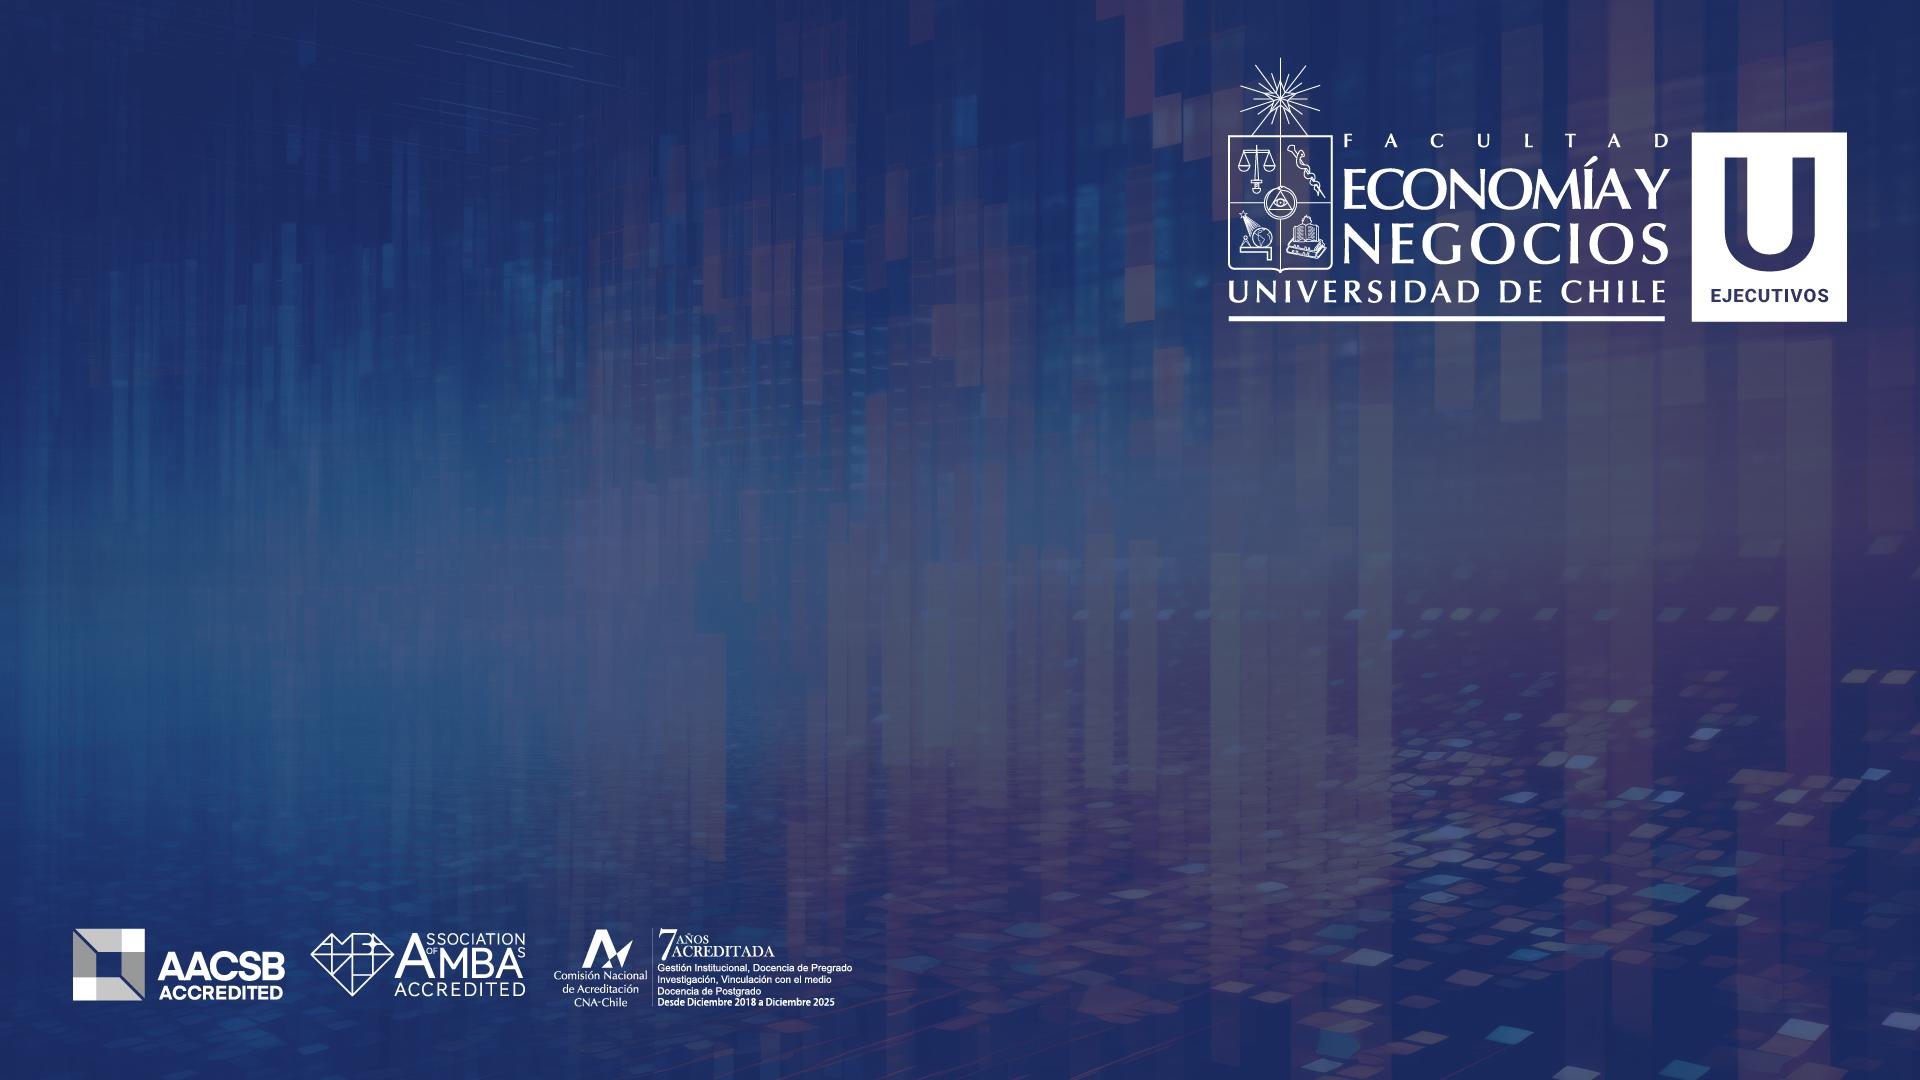 FACULTAD
ECONOMÍA Y
NEGOCIOS
UNIVERSIDAD DE CHILE
U
EJECUTIVOS
AACSB
ACCREDITED
ASSOCIATION
OF
AMBAs
ACCREDITED
Comisión Nacional
de Acreditación
CNA-Chile
7 AÑOS
ACREDITADA
Gestión Institucional, Docencia de Pregrado
Investigación, Vinculación con el medio
Docencia de Postgrado
Desde Diciembre 2018 a Diciembre 2025